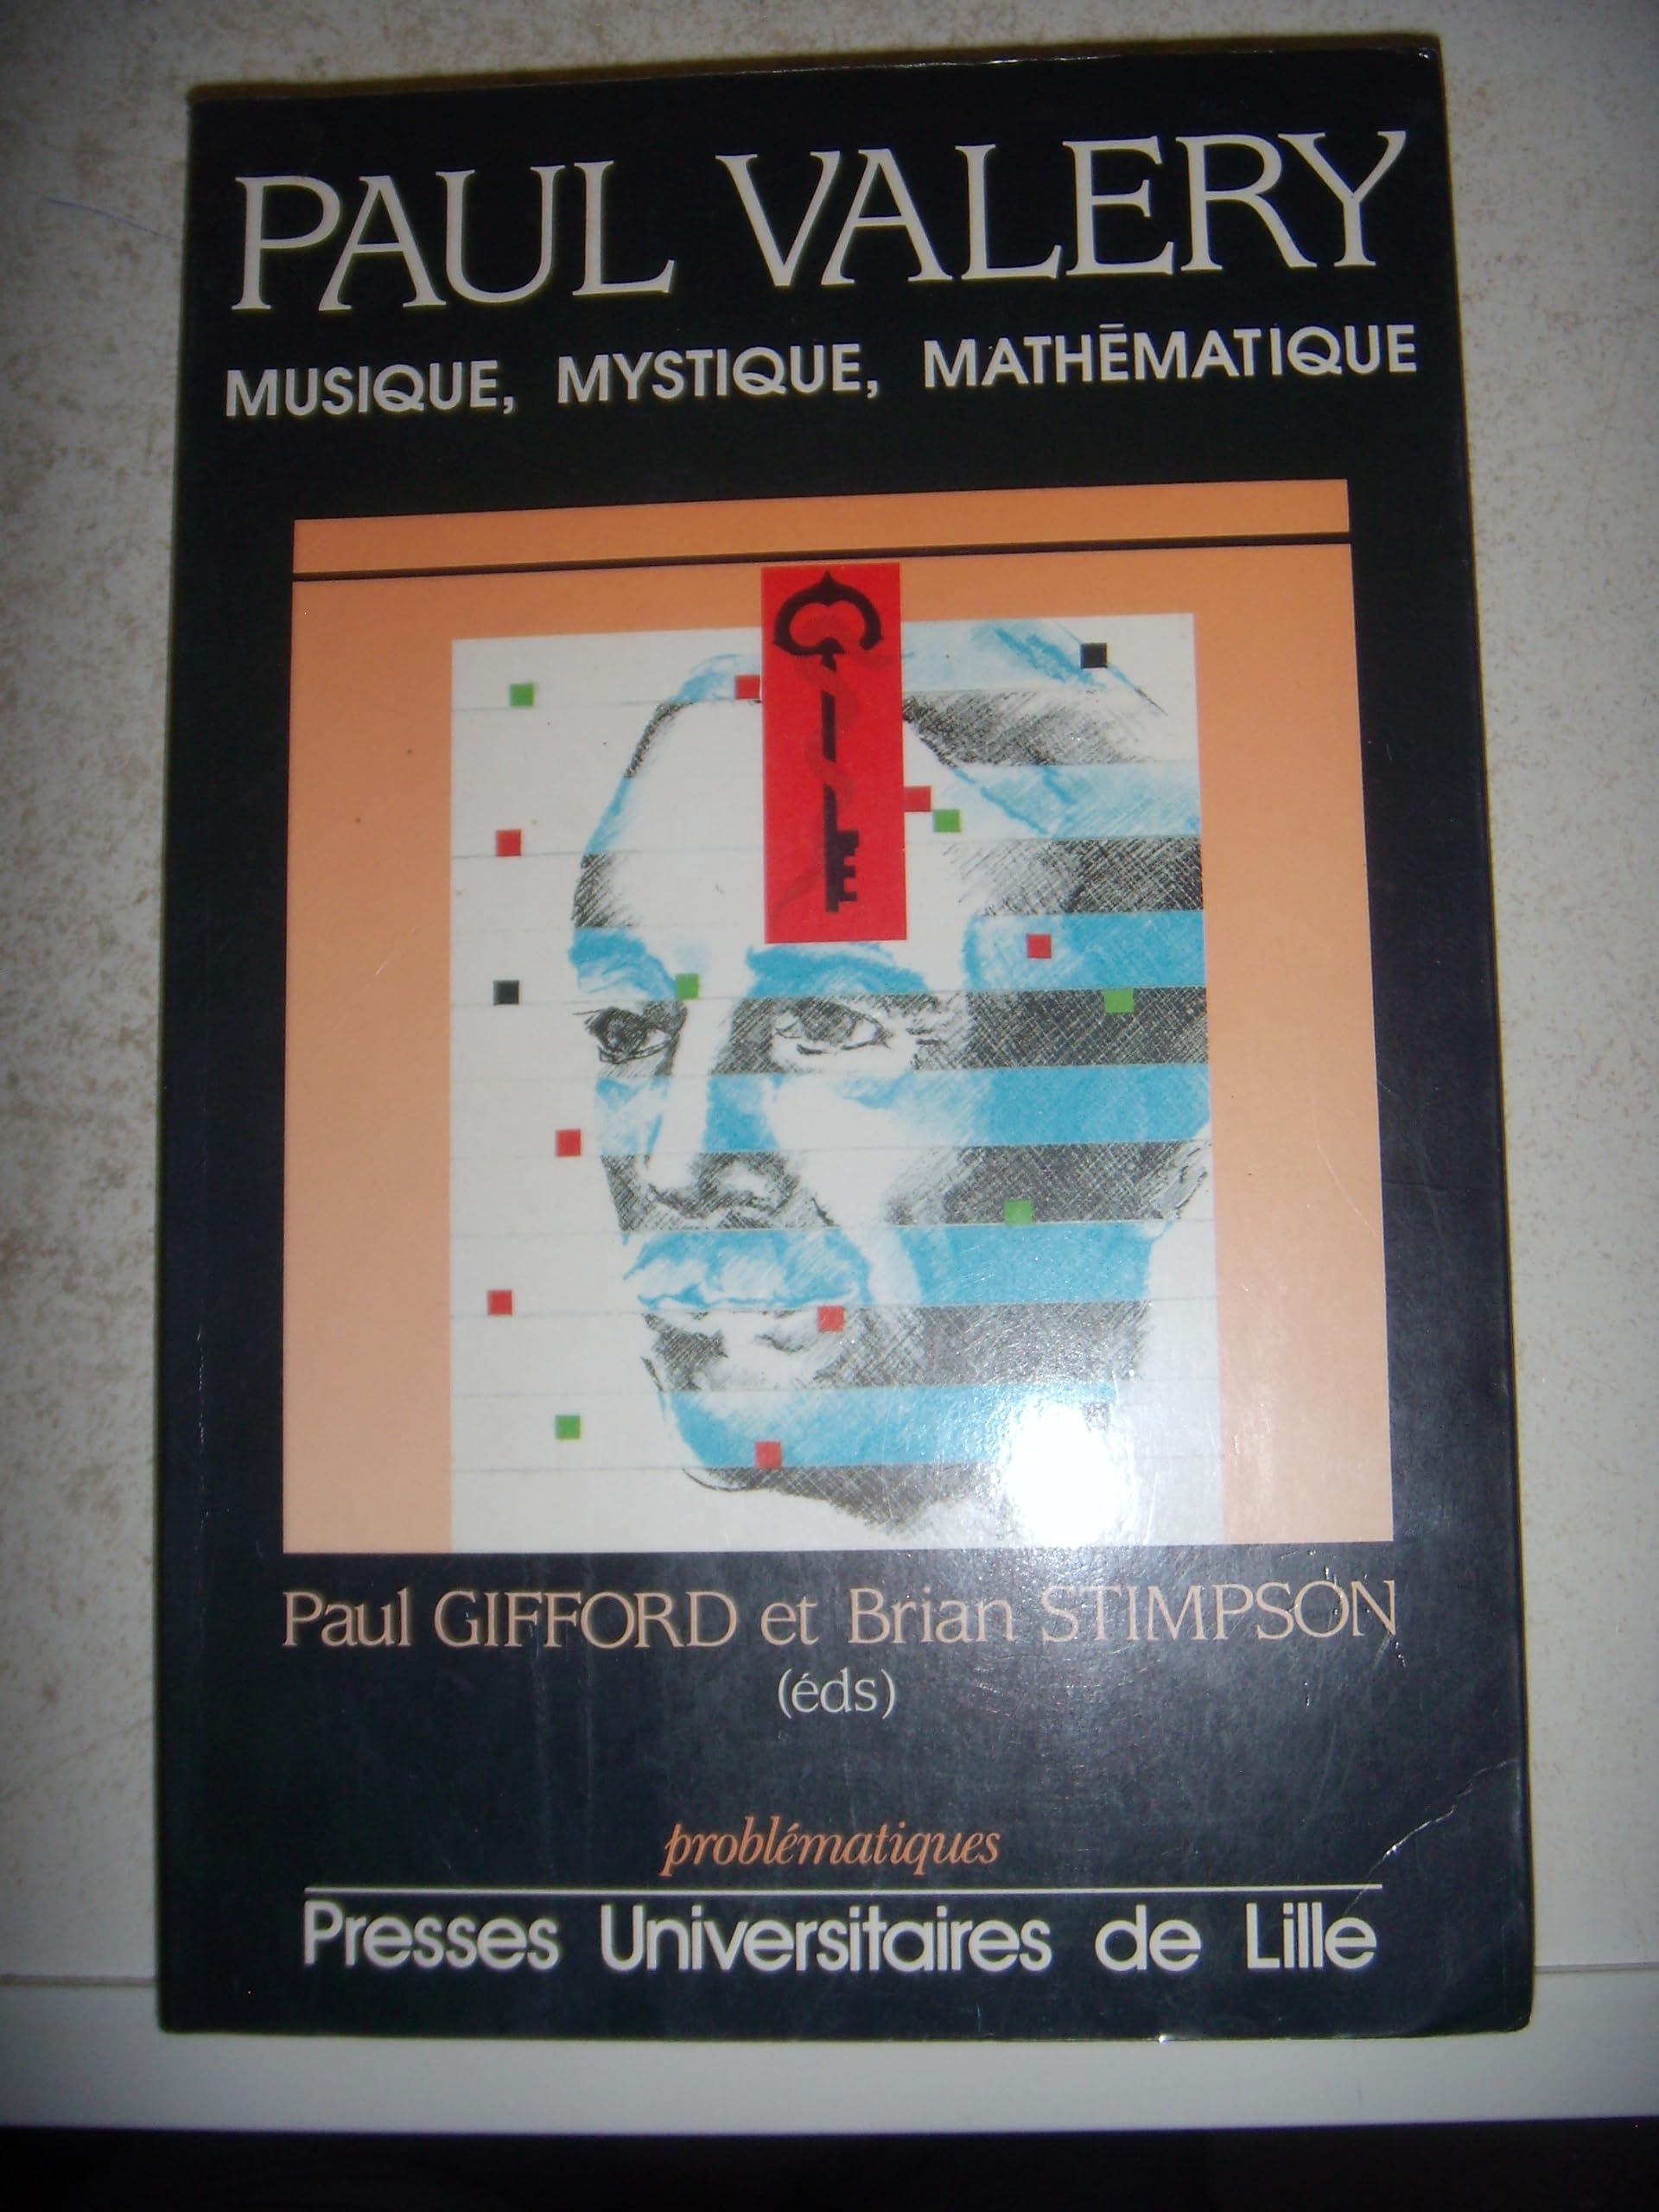 PAUL VALERY
MUSIQUE, MYSTIQUE, MATHĒMATIQUE
Paul GIFFORD et Brian STIMPSON
(éds)
problématiques
Presses Universitaires de Lille